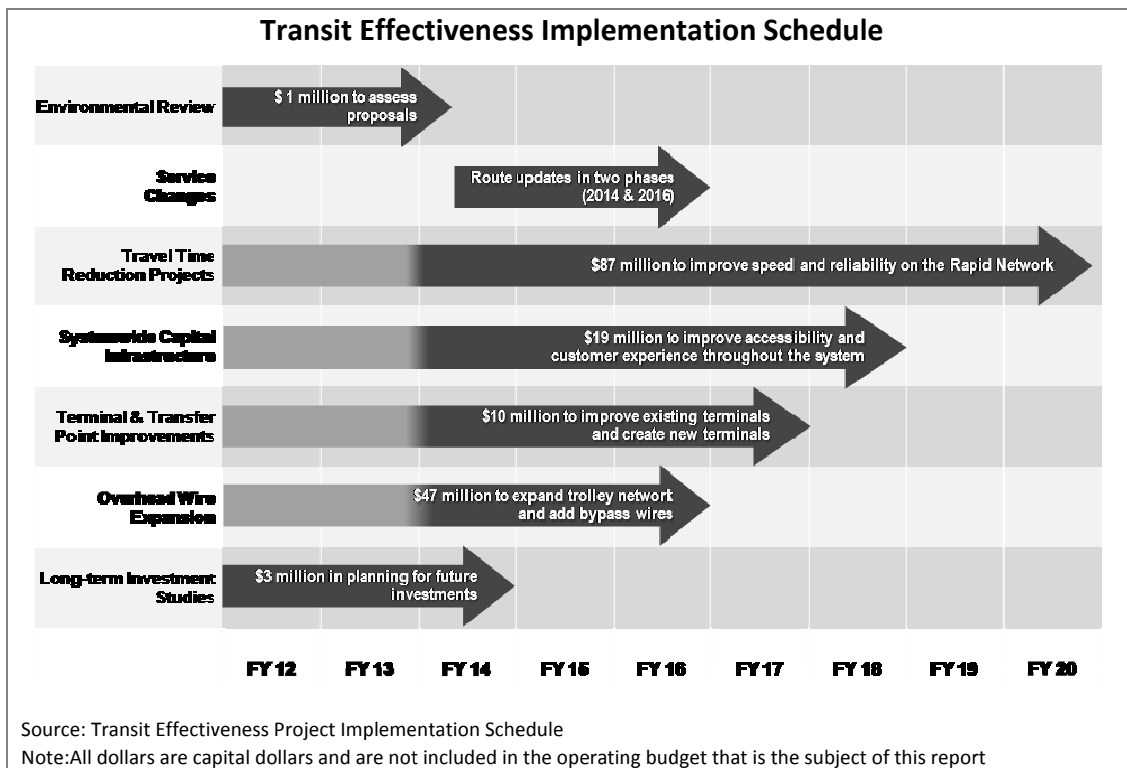 Transit Effectiveness Implementation Schedule
Environmental Review
$ 1 million to assess
proposals
Service
Changes
Route updates in two phases
(2014 & 2016)
Travel Time
Reduction Projects
$87 million to improve speed and reliability on the Rapid Network
Systemwide Capital
Infrastructure
$19 million to improve accessibility and
customer experience throughout the system
Terminal & Transfer
Point Improvements
$10 million to improve existing terminals
and create new terminals
Overhead Wire
Expansion
$47 million to expand trolley network
and add bypass wires
Long-term Investment
Studies
$3 million in planning for future
investments
FY 12 FY 13 FY 14 FY 15 FY 16 FY 17 FY 18 FY 19 FY 20
Source: Transit Effectiveness Project Implementation Schedule
Note:All dollars are capital dollars and are not included in the operating budget that is the subject of this report